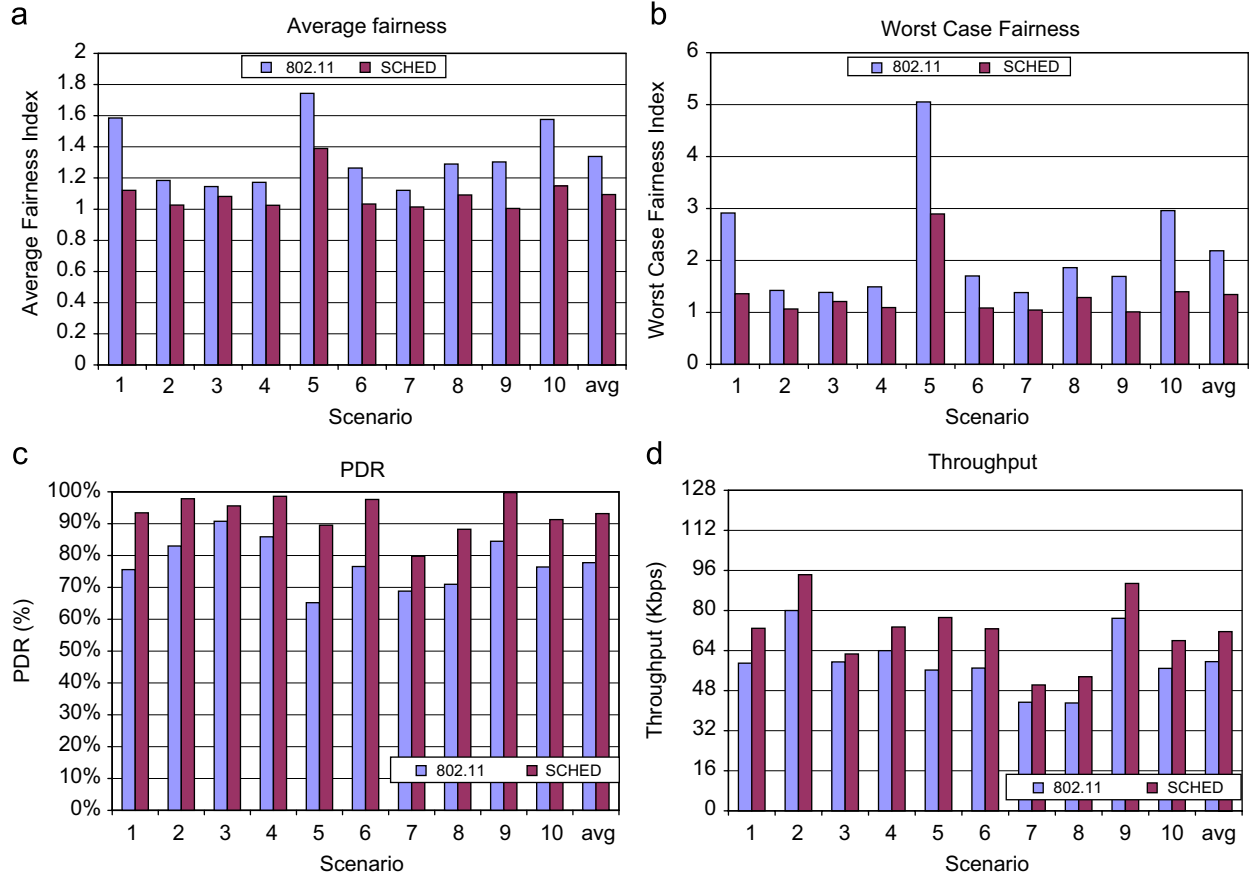 a
Average fairness
802.11 SCHED
2
1.8
1.6
1.4
1.2
1
0.8
0.6
0.4
0.2
0
Average Fairness Index
1 2 3 4 5 6 7 8 9 10 avg
Scenario
b
Worst Case Fairness
802.11 SCHED
6
5
4
3
2
1
0
Worst Case Fairness Index
1 2 3 4 5 6 7 8 9 10 avg
Scenario
c
PDR
100%
90%
80%
70%
60%
50%
40%
30%
20%
10%
0%
PDR (%)
802.11 SCHED
1 2 3 4 5 6 7 8 9 10 avg
Scenario
d
Throughput
128
112
96
80
64
48
32
16
0
Throughput (Kbps)
802.11 SCHED
1 2 3 4 5 6 7 8 9 10 avg
Scenario